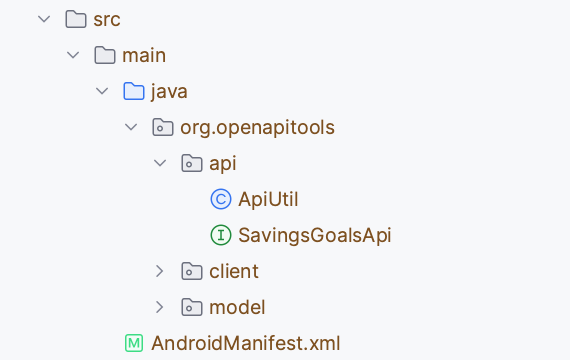 src
main
java
org.openapitools
api
C ApiUtil
I SavingsGoalsApi
client
model
M AndroidManifest.xml